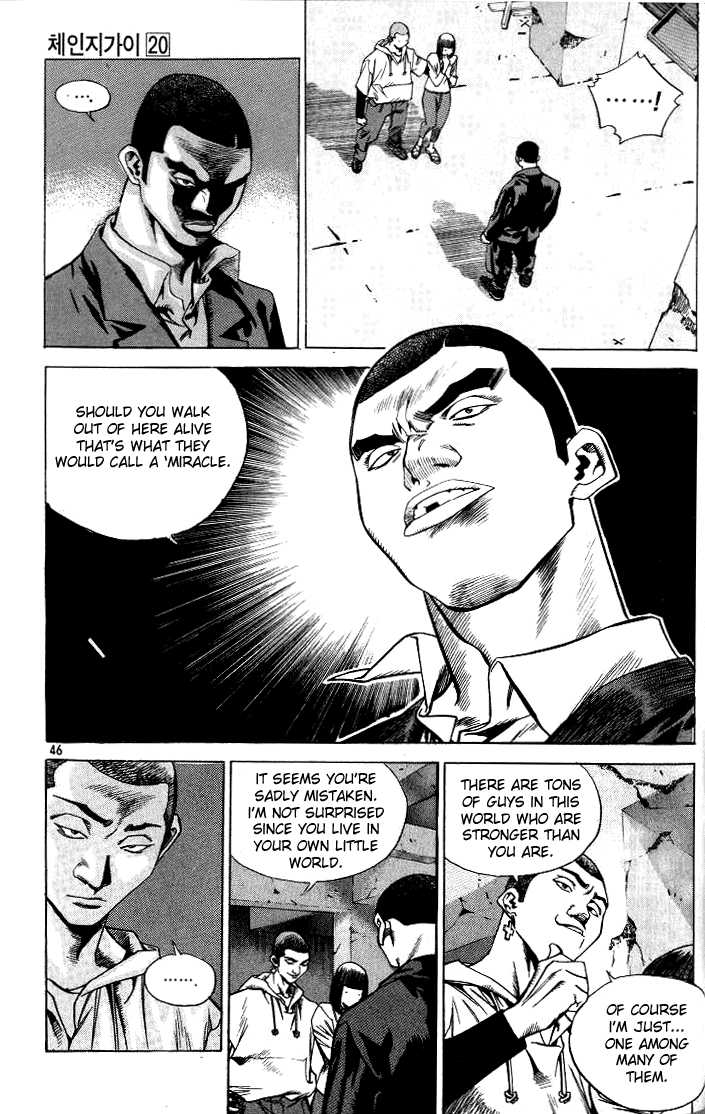 체인지가이 20
.....
......!
SHOULD YOU WALK
OUT OF HERE ALIVE
THAT'S WHAT THEY
WOULD CALL A 'MIRACLE.
46
......
IT SEEMS YOU'RE
SADLY MISTAKEN.
I'M NOT SURPRISED
SINCE YOU LIVE IN
YOUR OWN LITTLE
WORLD.
THERE ARE TONS
OF GUYS IN THIS
WORLD WHO ARE
STRONGER THAN
YOU ARE.
OF COURSE
I'M JUST...
ONE AMONG
MANY OF
THEM.